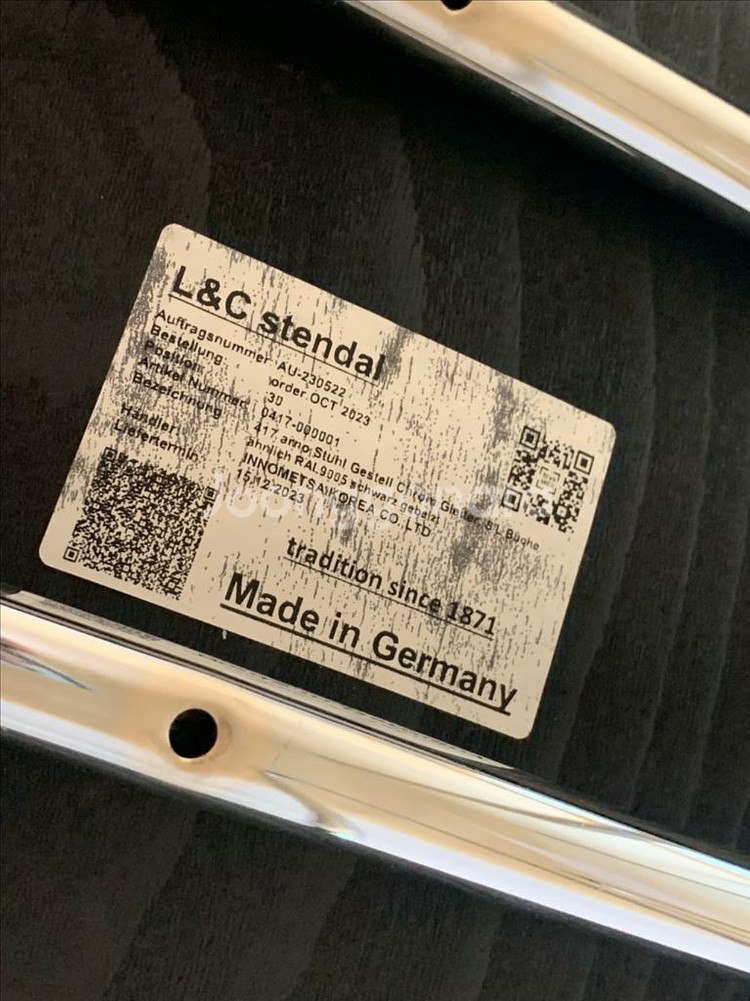 L&C stendal
Auftragsnummer: AU-230522
Bestellung: order OCT 2023
Position: 30
Artikel Nummer: 0417-000001
Bezeichnung 417 arno Stuhl Gestell Chrom Gleiter S/L Buche
ähnlich RAL9005 schwarz gebeizt
Händler: INNOMETSA KOREA CO. LTD
Liefertermin 15.12.2023
tradition since 1871
Made in Germany